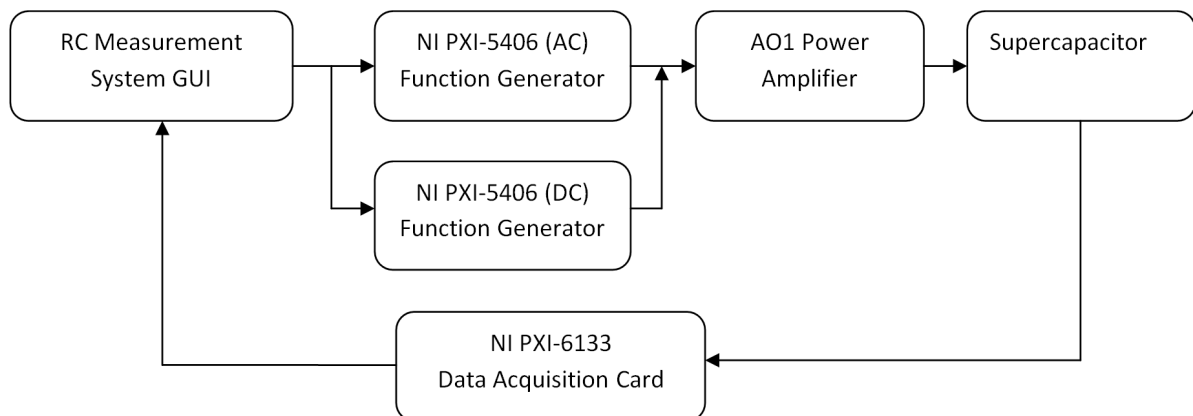 RC Measurement
System GUI
NI PXI-5406 (AC)
Function Generator
AO1 Power
Amplifier
Supercapacitor
NI PXI-5406 (DC)
Function Generator
NI PXI-6133
Data Acquisition Card